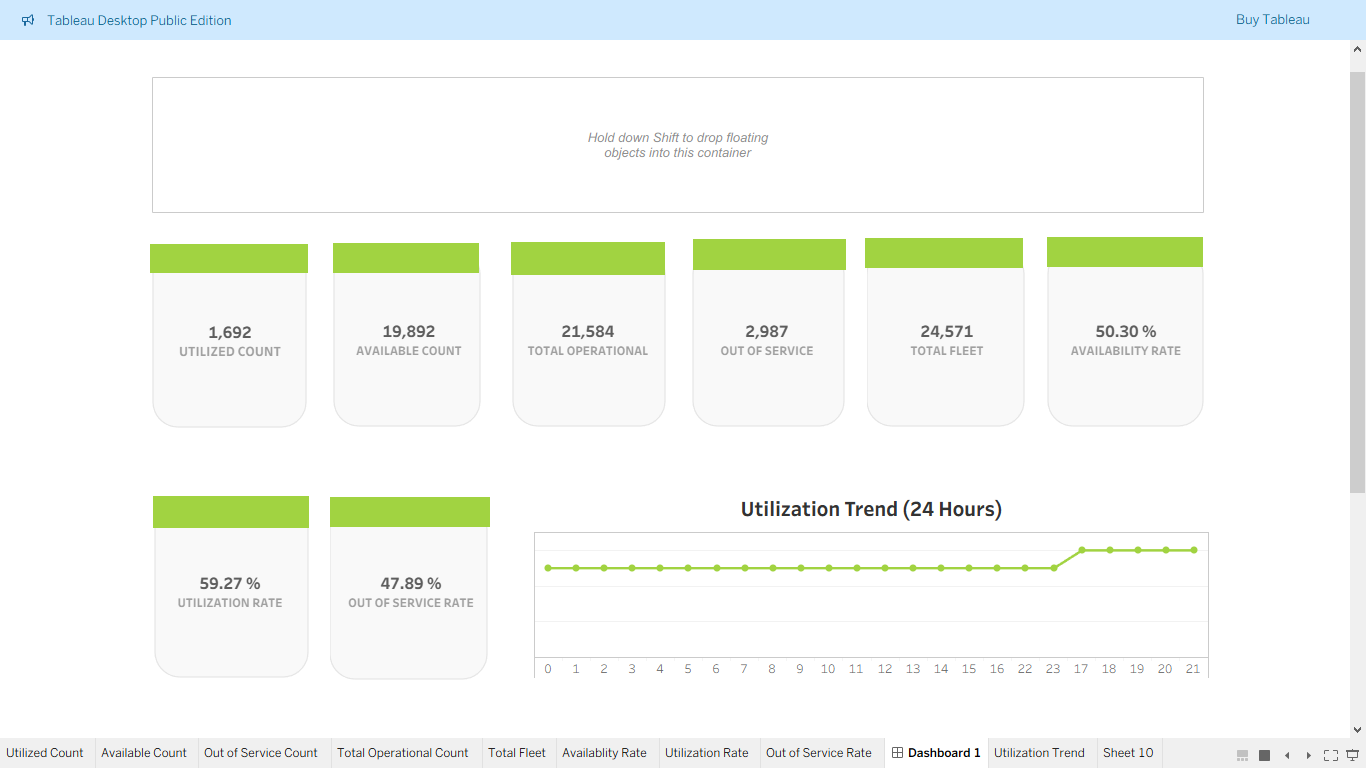 Tableau Desktop Public Edition
Buy Tableau
Hold down Shift to drop floating
objects into this container
1,692
UTILIZED COUNT
19,892
AVAILABLE COUNT
21,584
TOTAL OPERATIONAL
2,987
OUT OF SERVICE
24,571
TOTAL FLEET
50.30 %
AVAILABILITY RATE
59.27 %
UTILIZATION RATE
47.89 %
OUT OF SERVICE RATE
Utilization Trend (24 Hours)
0 1 2 3 4 5 6 7 8 9 10 11 12 13 14 15 16 22 23 17 18 19 20 21
Utilized Count Available Count Out of Service Count Total Operational Count Total Fleet Availablity Rate Utilization Rate Out of Service Rate Dashboard 1 Utilization Trend Sheet 10